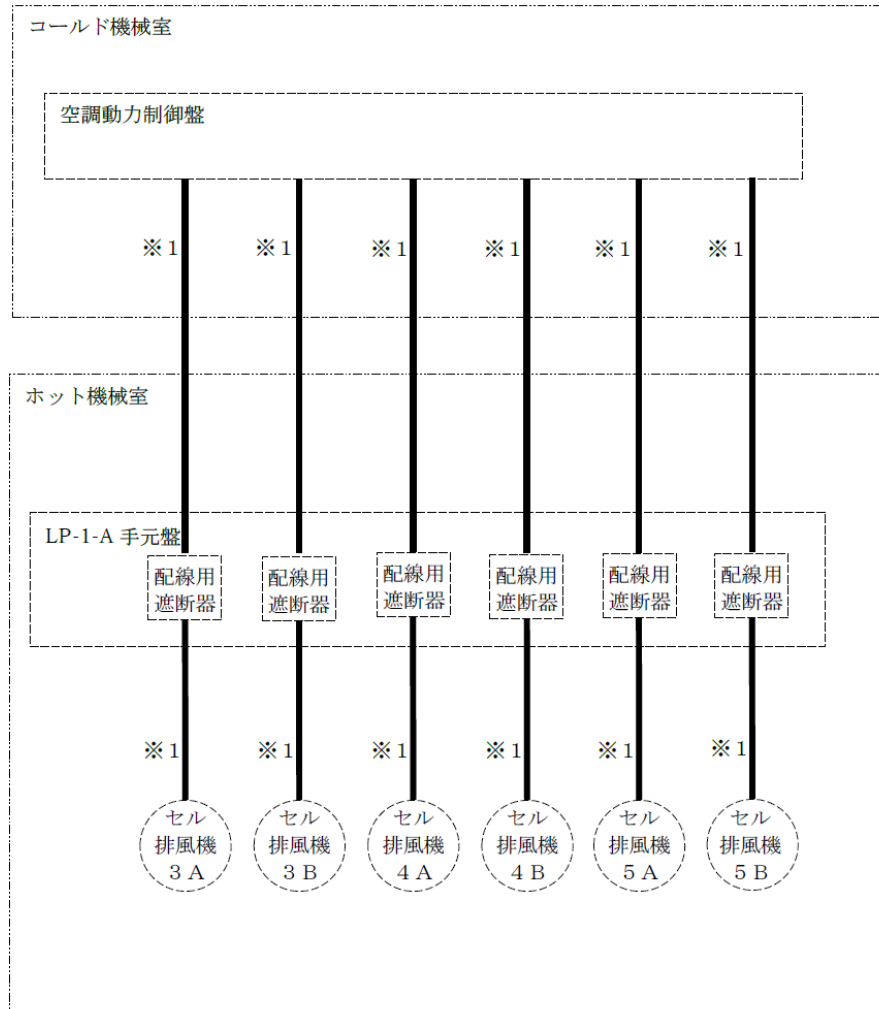 コールド機械室
空調動力制御盤
※1 ※1 ※1 ※1 ※1 ※1
ホット機械室
LP-1-A 手元盤
配線用 配線用 配線用 配線用 配線用 配線用
遮断器 遮断器 遮断器 遮断器 遮断器 遮断器
※1 ※1 ※1 ※1 ※1 ※1
セル セル セル セル セル セル
排風機 排風機 排風機 排風機 排風機 排風機
3A 3B 4A 4B 5A 5B